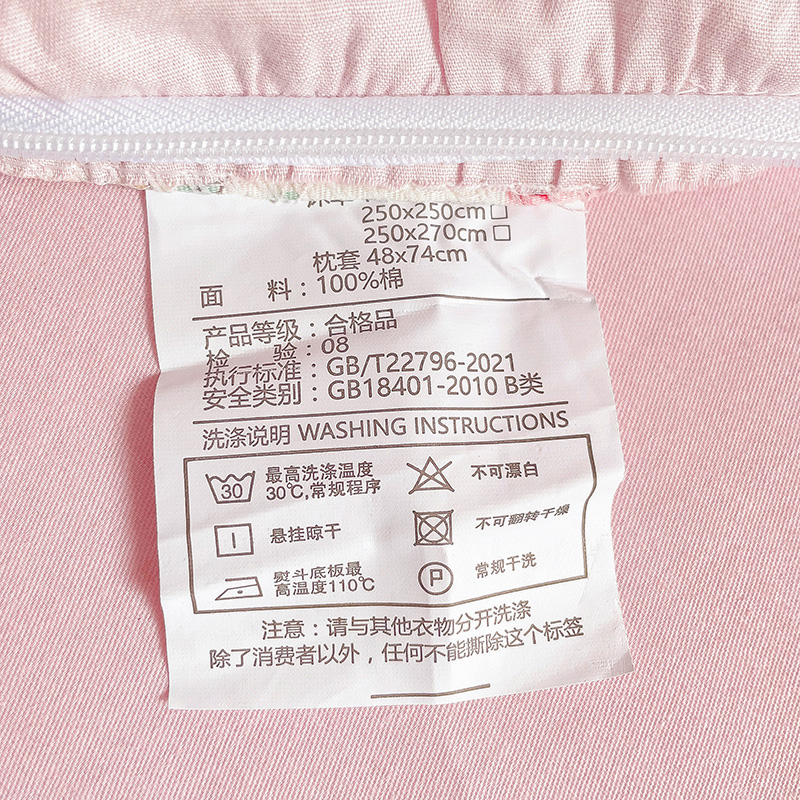 250x250cm□
250x270cm□
枕套 48x74cm
面 料：100%棉
产品等级：合格品
检 验：08
执行标准：GB/T22796-2021
安全类别：GB18401-2010 B类
洗涤说明 WASHING INSTRUCTIONS
30
最高洗涤温度
30℃,常规程序
不可漂白
悬挂晾干
不可翻转干燥
熨斗底板最
高温度110℃
P
常规干洗
注意：请与其他衣物分开洗涤
除了消费者以外，任何不能撕除这个标签